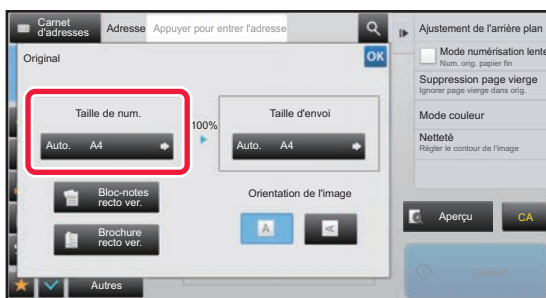 Carnet
d'adresses
Adresse
Appuyer pour entrer l'adresse
Original
OK
Taille de num.
Auto. A4
100%
Taille d'envoi
Auto. A4
Bloc-notes
recto ver.
Brochure
recto ver.
Orientation de l'image
A
A
Autres
Ajustement de l'arrière plan
Mode numérisation lente
Num. orig. papier fin
Suppression page vierge
Ignorer page vierge dans orig.
Mode couleur
Netteté
Régler le contour de l'image
Aperçu
CA
Départ